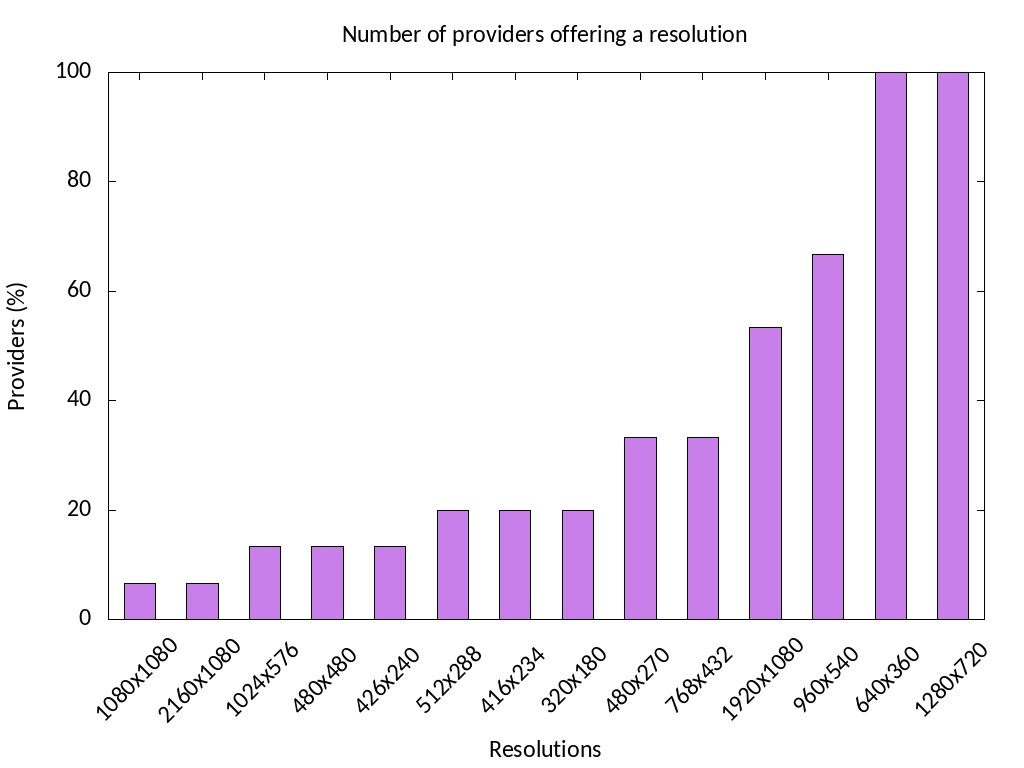 Number of providers offering a resolution
100
80
60
40
20
0
Providers (%)
1080x1080
2160x1080
1024x576
480x480
426x240
512x288
416x234
320x180
480x270
768x432
1920x1080
960x540
640x360
1280x720
Resolutions